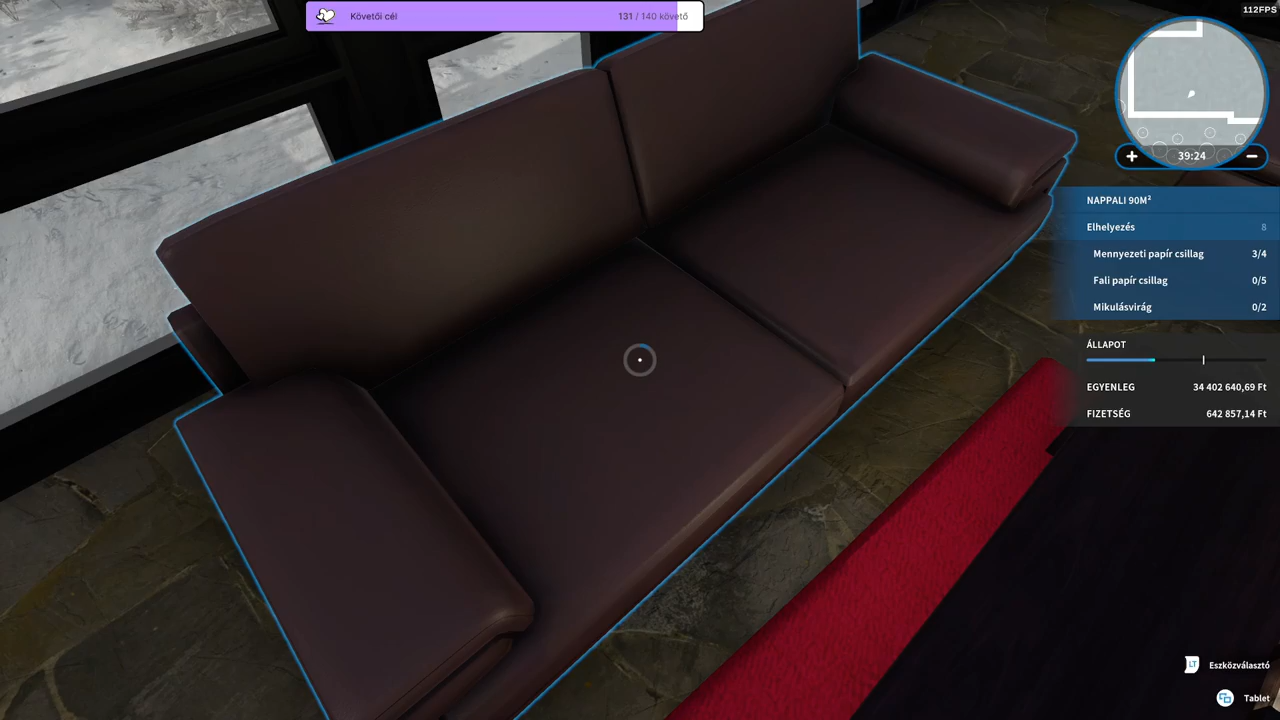 Követői cél 131 / 140 követő
112FPS
39:24
NAPPALI 90M²
Elhelyezés 8
Mennyezeti papír csillag 3/4
Fali papír csillag 0/5
Mikulásvirág 0/2
ÁLLAPOT
EGYENLEG 34 402 640,69 Ft
FIZETSÉG 642 857,14 Ft
LT Eszközválasztó
Tablet